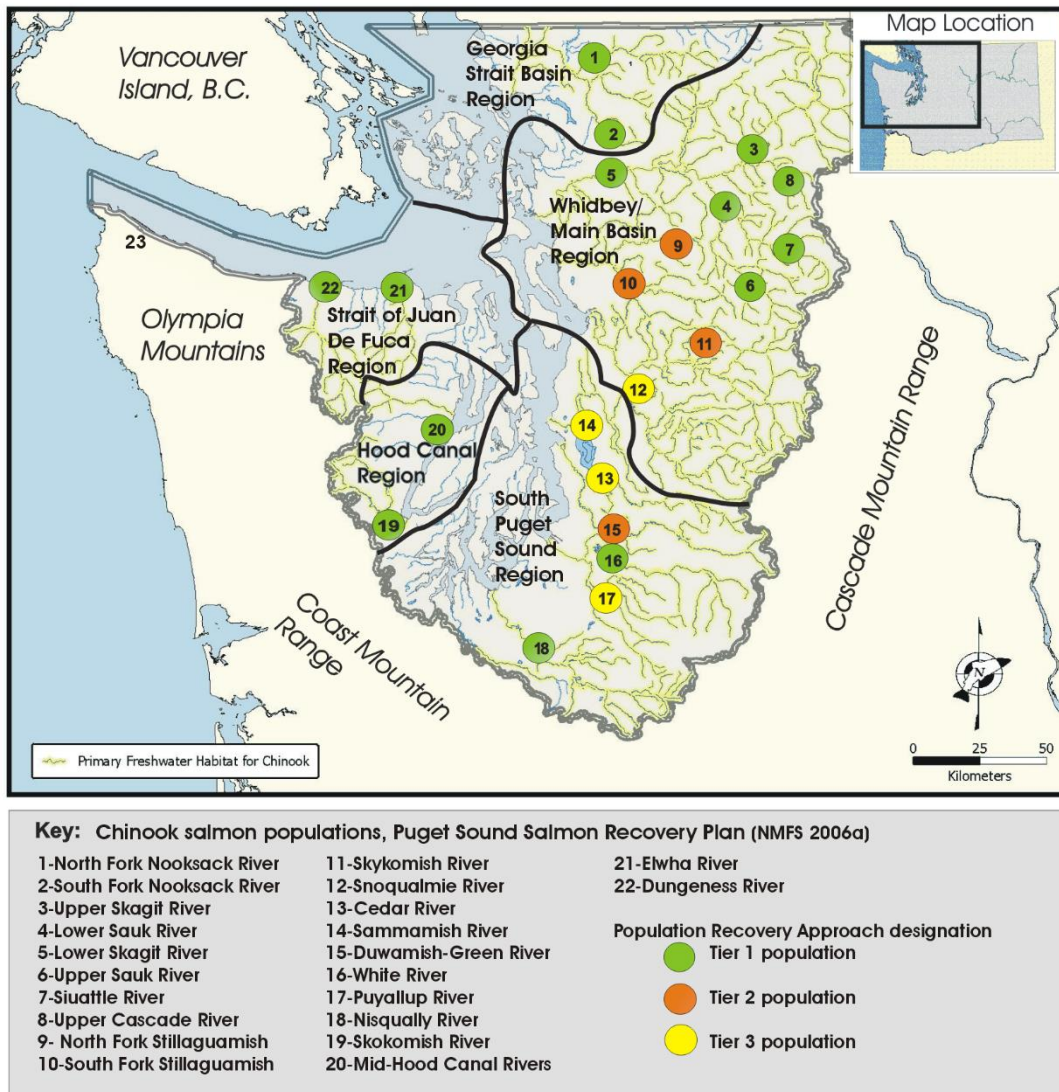 Map Location
Vancouver
Island, B.C.
Georgia
Strait Basin
Region
1
2
3
5
8
4
Whidbey/
Main Basin
Region
9
7
23
22
21
10
6
Olympia
Mountains
Strait of Juan
De Fuca
Region
11
12
14
20
Hood Canal
Region
13
Cascade Mountain Range
South
Puget
Sound
Region
19
15
16
17
Coast Mountain
Range
18
N
Primary Freshwater Habitat for Chinook
0 25 50
Kilometers
Key: Chinook salmon populations, Puget Sound Salmon Recovery Plan (NMFS 2006a)
1-North Fork Nooksack River
2-South Fork Nooksack River
3-Upper Skagit River
4-Lower Sauk River
5-Lower Skagit River
6-Upper Sauk River
7-Siuattle River
8-Upper Cascade River
9- North Fork Stillaguamish
10-South Fork Stillaguamish
11-Skykomish River
12-Snoqualmie River
13-Cedar River
14-Sammamish River
15-Duwamish-Green River
16-White River
17-Puyallup River
18-Nisqually River
19-Skokomish River
20-Mid-Hood Canal Rivers
21-Elwha River
22-Dungeness River
Population Recovery Approach designation
Tier 1 population
Tier 2 population
Tier 3 population